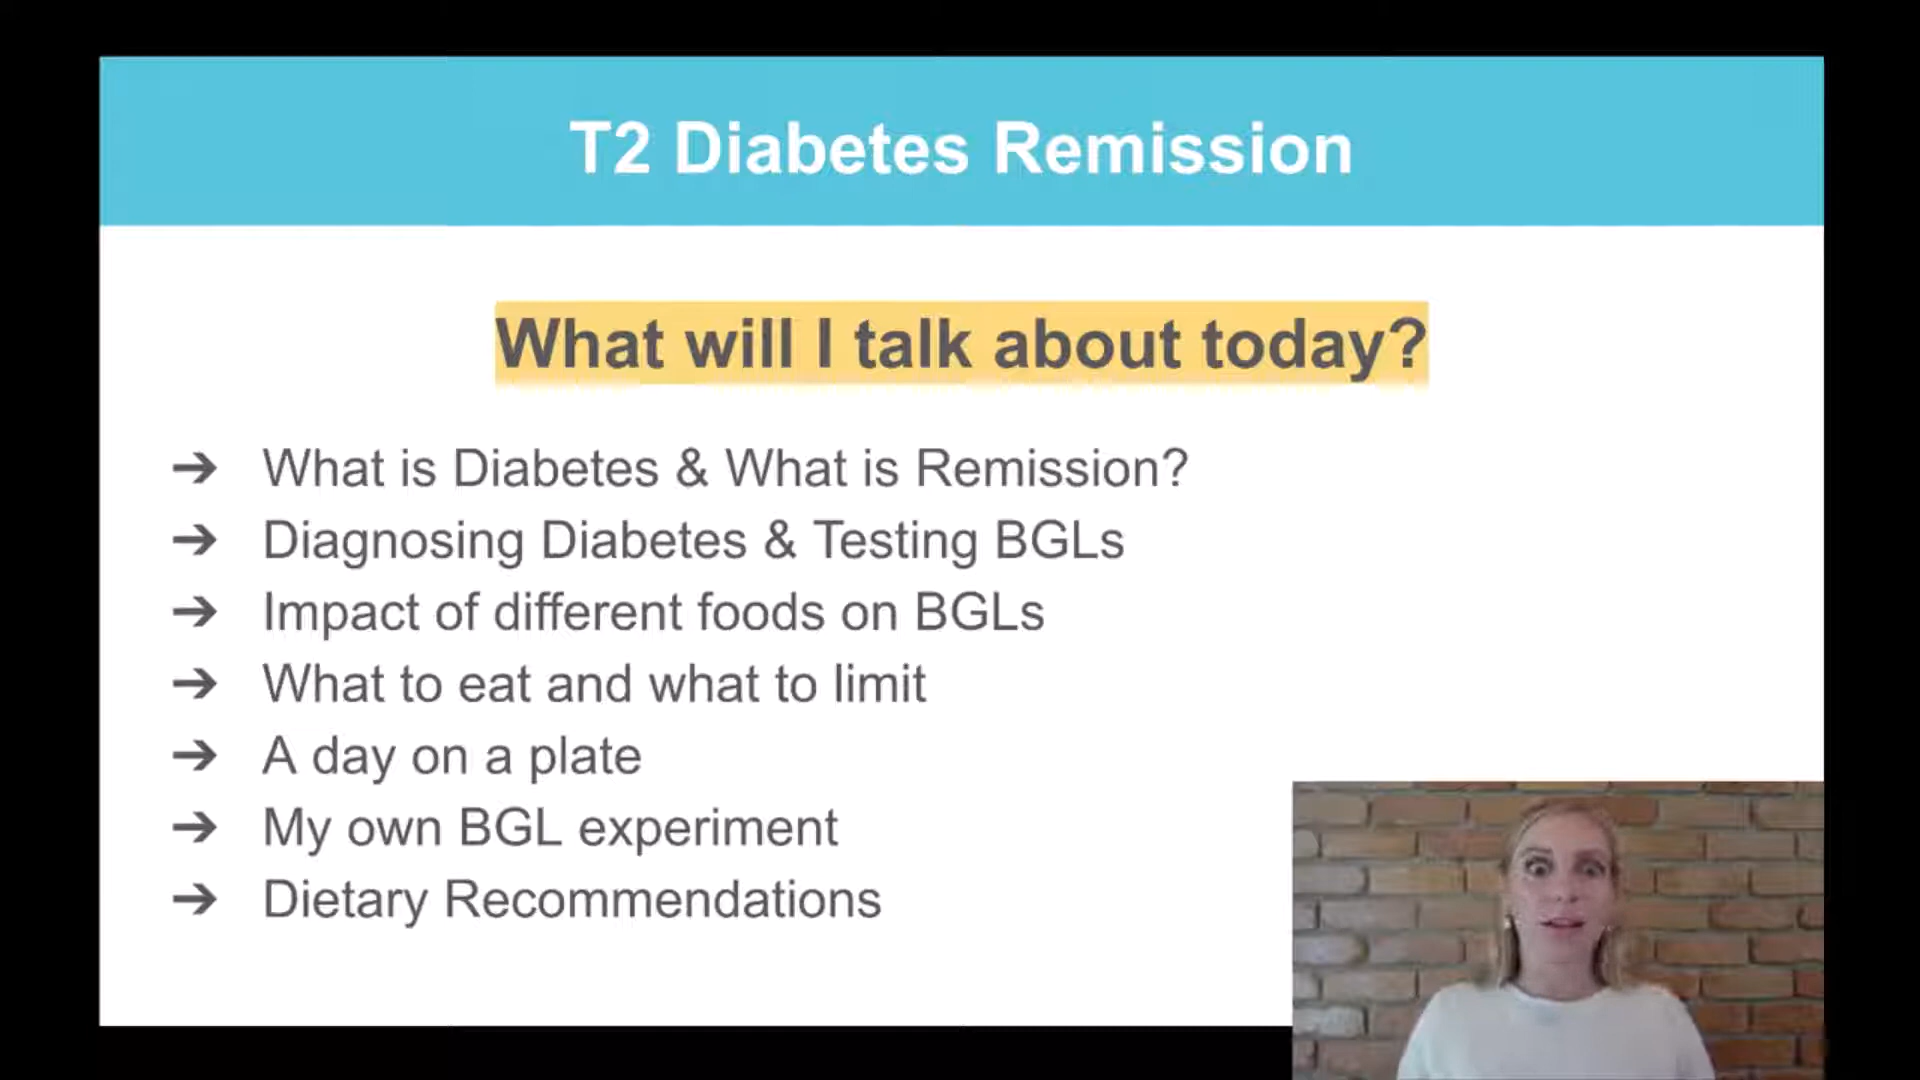 T2 Diabetes Remission
What will I talk about today?
➔ What is Diabetes & What is Remission?
➔ Diagnosing Diabetes & Testing BGLs
➔ Impact of different foods on BGLs
➔ What to eat and what to limit
➔ A day on a plate
➔ My own BGL experiment
➔ Dietary Recommendations